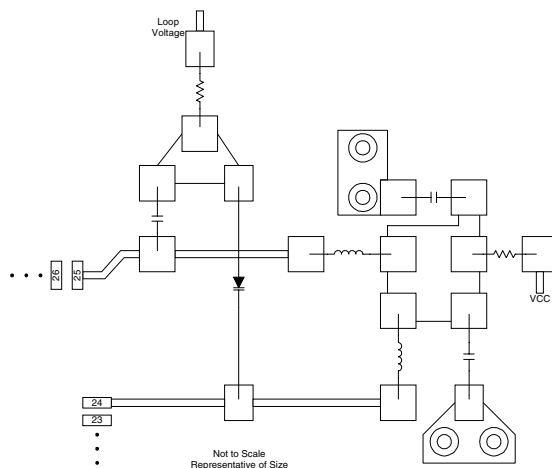 Loop
Voltage
26
25
VCC
24
23
Not to Scale
Representative of Size